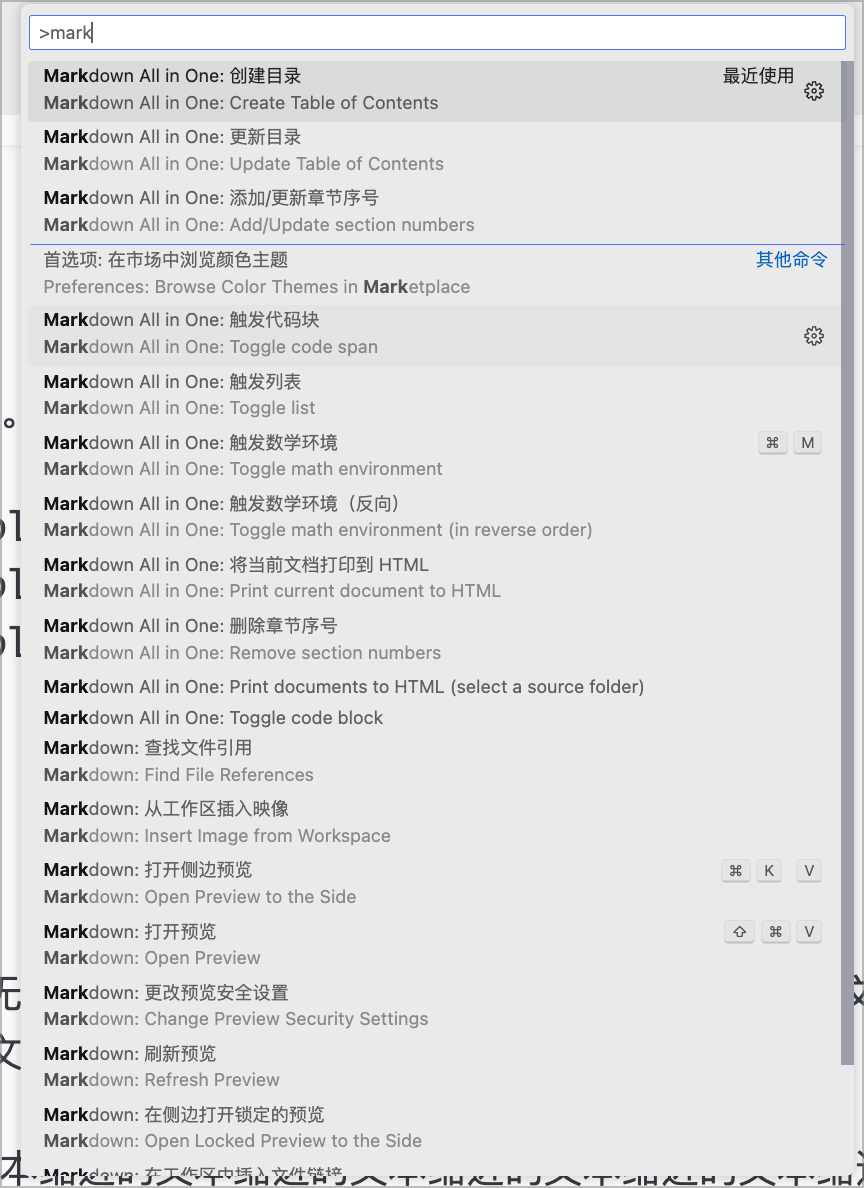 >mark
Markdown All in One: 创建目录 最近使用
Markdown All in One: Create Table of Contents
Markdown All in One: 更新目录
Markdown All in One: Update Table of Contents
Markdown All in One: 添加/更新章节序号
Markdown All in One: Add/Update section numbers
首选项: 在市场中浏览颜色主题 其他命令
Preferences: Browse Color Themes in Marketplace
Markdown All in One: 触发代码块
Markdown All in One: Toggle code span
Markdown All in One: 触发列表
Markdown All in One: Toggle list
Markdown All in One: 触发数学环境 ⌘ M
Markdown All in One: Toggle math environment
Markdown All in One: 触发数学环境（反向）
Markdown All in One: Toggle math environment (in reverse order)
Markdown All in One: 将当前文档打印到 HTML
Markdown All in One: Print current document to HTML
Markdown All in One: 删除章节序号
Markdown All in One: Remove section numbers
Markdown All in One: Print documents to HTML (select a source folder)
Markdown All in One: Toggle code block
Markdown: 查找文件引用
Markdown: Find File References
Markdown: 从工作区插入映像
Markdown: Insert Image from Workspace
Markdown: 打开侧边预览 ⌘ K V
Markdown: Open Preview to the Side
Markdown: 打开预览 ⇧ ⌘ V
Markdown: Open Preview
Markdown: 更改预览安全设置
Markdown: Change Preview Security Settings
Markdown: 刷新预览
Markdown: Refresh Preview
Markdown: 在侧边打开锁定的预览
Markdown: Open Locked Preview to the Side
Markdown: 在工作区中插入文件链接